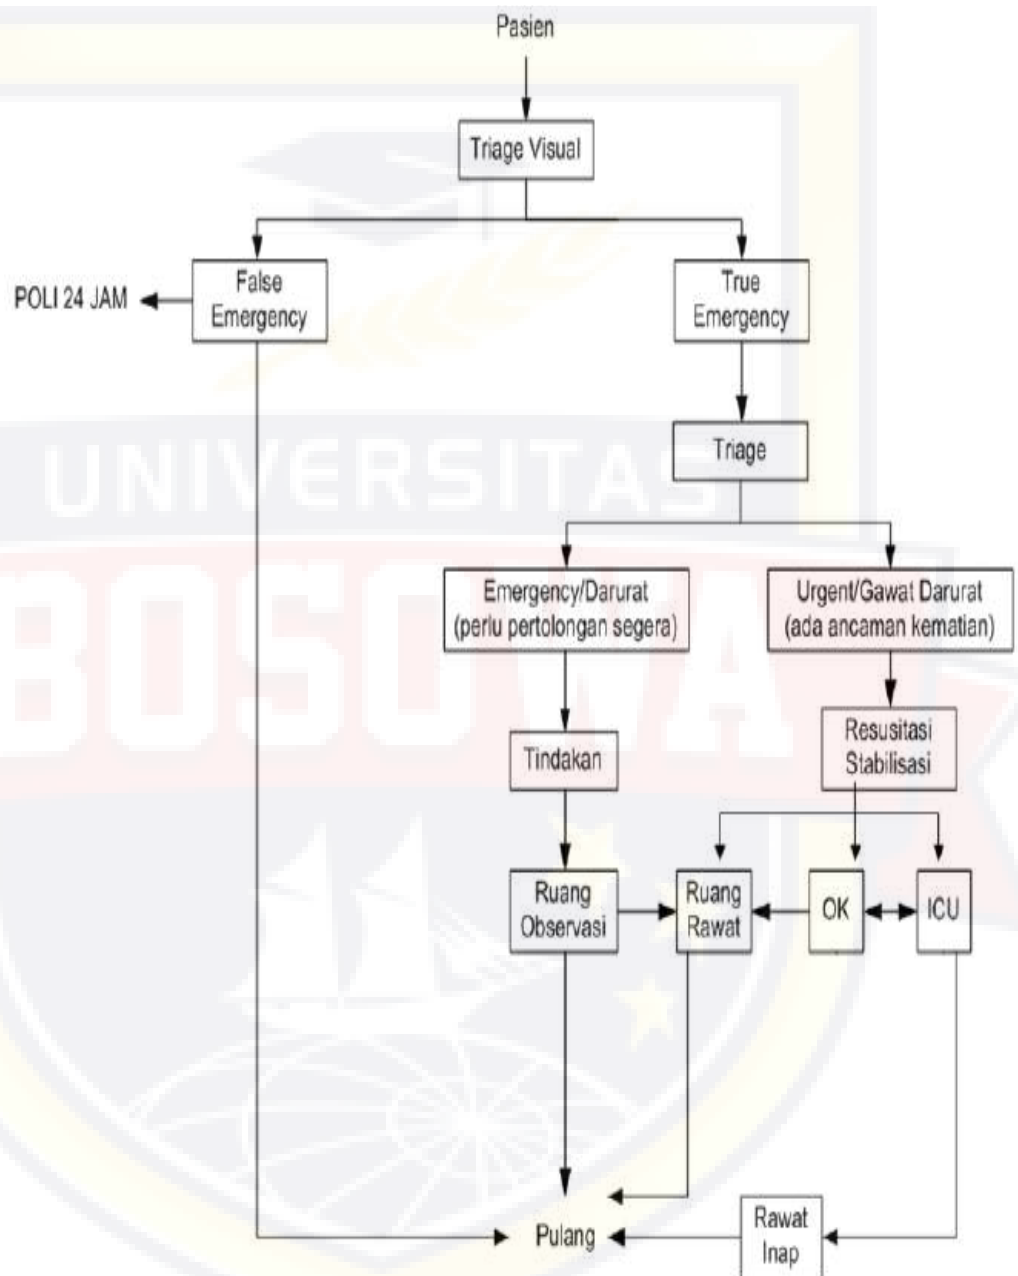 Pasien
Triage Visual
False
Emergency
True
Emergency
POLI 24 JAM
Triage
UNIVERSITAS
BOSOWA
Emergency/Darurat
(perlu pertolongan segera)
Urgent/Gawat Darurat
(ada ancaman kematian)
Tindakan
Resusitasi
Stabilisasi
Ruang
Observasi
Ruang
Rawat
OK
ICU
Pulang
Rawat
Inap